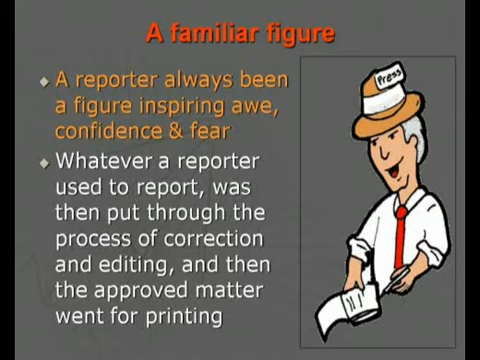 A familiar figure
A reporter always been
a figure inspiring awe,
confidence & fear
Whatever a reporter
used to report, was
then put through the
process of correction
and editing, and then
the approved matter
went for printing
Press